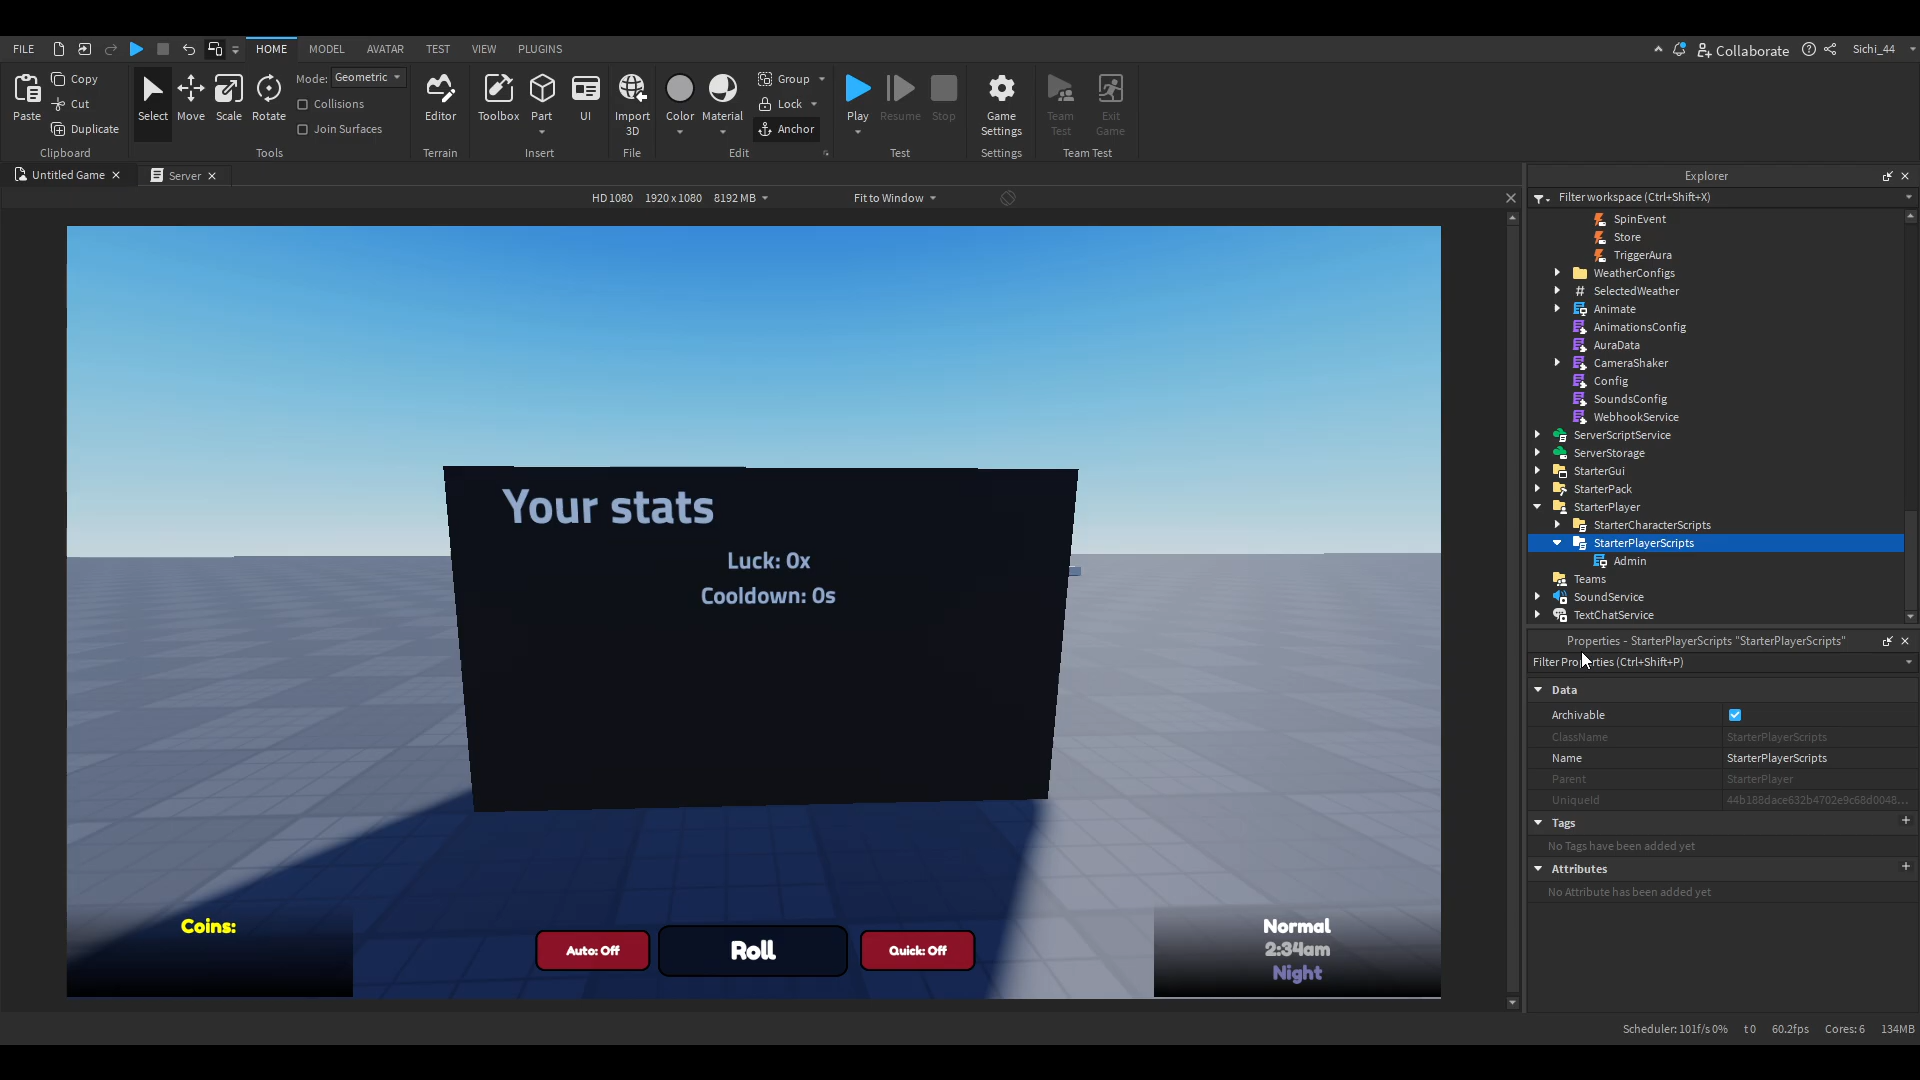 FILE HOME MODEL AVATAR TEST VIEW PLUGINS Collaborate Sichi_44
Paste Copy Cut Duplicate Clipboard
Select Move Scale Rotate Mode: Geometric Collisions Join Surfaces Tools
Editor Terrain
Toolbox Part UI Insert
Import 3D File
Color Material Group Lock Anchor Edit
Play Resume Stop Test
Game Settings Settings
Team Test Exit Game Team Test
Untitled Game Server
HD 1080 1920 x 1080 8192 MB Fit to Window
Your stats
Luck: 0x
Cooldown: 0s
Coins:
Auto: Off Roll Quick: Off
Normal
2:34am
Night
Explorer
Filter workspace (Ctrl+Shift+X)
SpinEvent
Store
TriggerAura
WeatherConfigs
# SelectedWeather
Animate
AnimationsConfig
AuraData
CameraShaker
Config
SoundsConfig
WebhookService
ServerScriptService
ServerStorage
StarterGui
StarterPack
StarterPlayer
StarterCharacterScripts
StarterPlayerScripts
Admin
Teams
SoundService
TextChatService
Properties - StarterPlayerScripts "StarterPlayerScripts"
Filter Properties (Ctrl+Shift+P)
Data
Archivable
ClassName StarterPlayerScripts
Name StarterPlayerScripts
Parent StarterPlayer
UniqueId 44b188dace632b4702e9c68d0048...
Tags +
No Tags have been added yet
Attributes +
No Attribute has been added yet
Scheduler: 101f/s 0% t 0 60.2fps Cores: 6 134MB